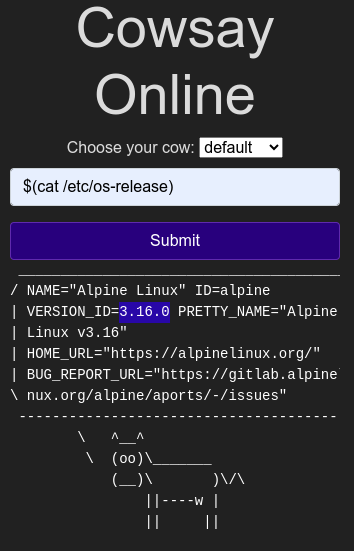 Cowsay
Online
Choose your cow: default
$(cat /etc/os-release)
Submit
 _______________________________________
/ NAME="Alpine Linux" ID=alpine
| VERSION_ID=3.16.0 PRETTY_NAME="Alpine
| Linux v3.16"
| HOME_URL="https://alpinelinux.org/"
| BUG_REPORT_URL="https://gitlab.alpinel
\ nux.org/alpine/aports/-/issues"
 --------------------------------------
        \   ^__^
         \  (oo)\_______
            (__)\       )\/\
                ||----w |
                ||     ||